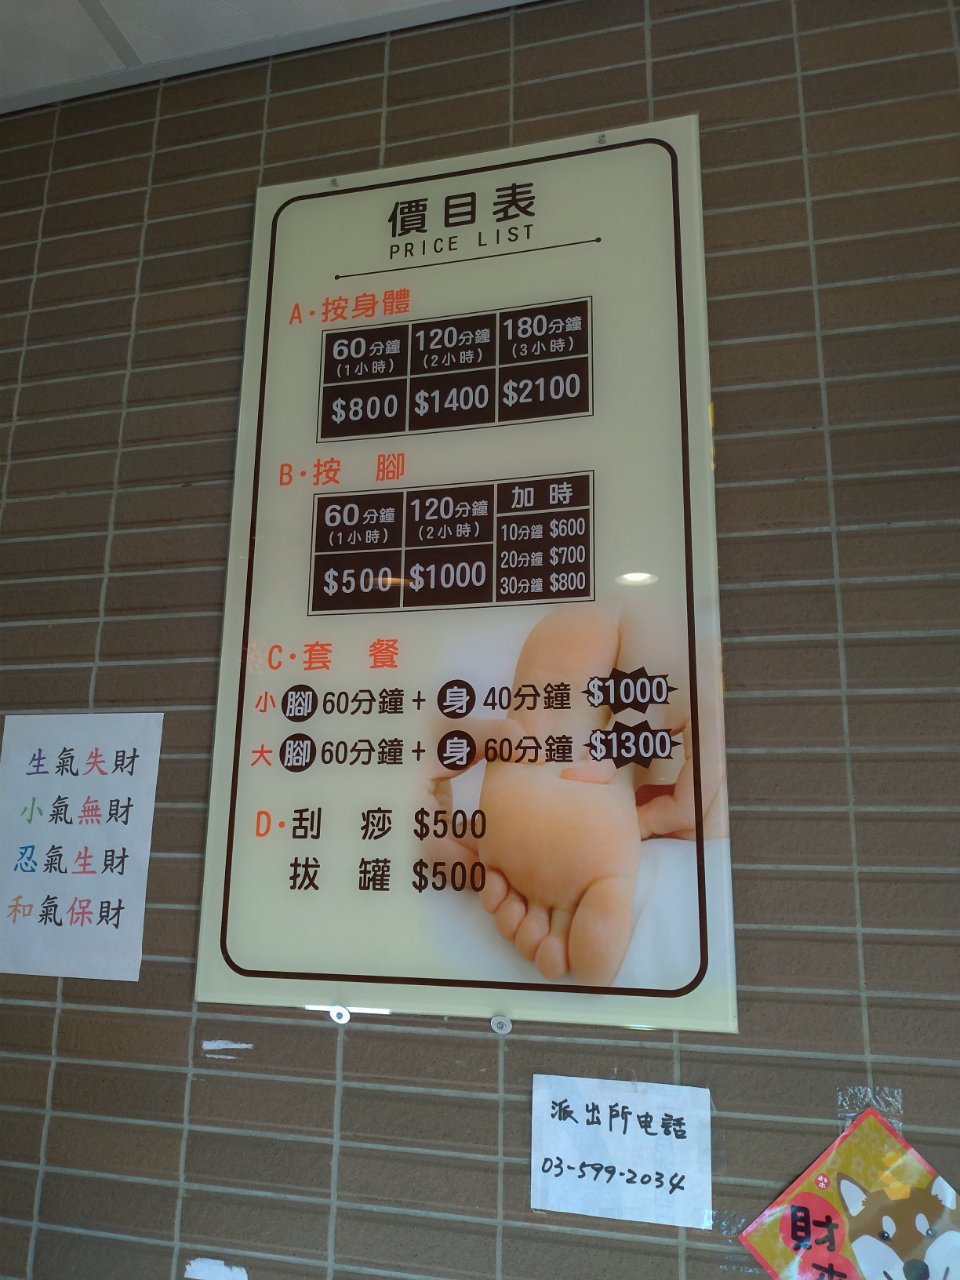 價目表
PRICE LIST
A·按身體
60分鐘 120分鐘 180分鐘
(1小時) (2小時) (3小時)
$800 $1400 $2100
B·按 腳
60分鐘 120分鐘 加時
(1小時) (2小時) 10分鐘 $600
20分鐘 $700
$500 $1000 30分鐘 $800
C·套 餐
小 腳 60分鐘+ 身 40分鐘 $1000
大 腳 60分鐘+ 身 60分鐘 $1300
D·刮 痧 $500
拔 罐 $500
生氣失財
小氣無財
忍氣生財
和氣保財
派出所电話
03-599-2034
財